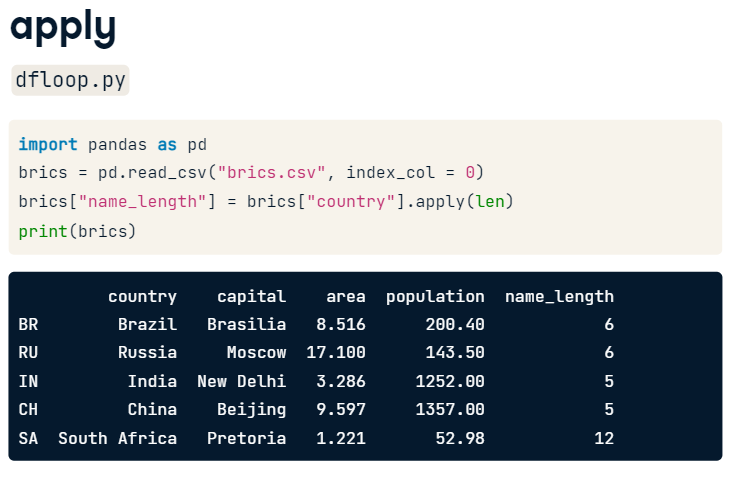 apply
dfloop.py
import pandas as pd
brics = pd.read_csv("brics.csv", index_col = 0)
brics["name_length"] = brics["country"].apply(len)
print(brics)
country capital area population name_length
BR Brazil Brasilia 8.516 200.40 6
RU Russia Moscow 17.100 143.50 6
IN India New Delhi 3.286 1252.00 5
CH China Beijing 9.597 1357.00 5
SA South Africa Pretoria 1.221 52.98 12